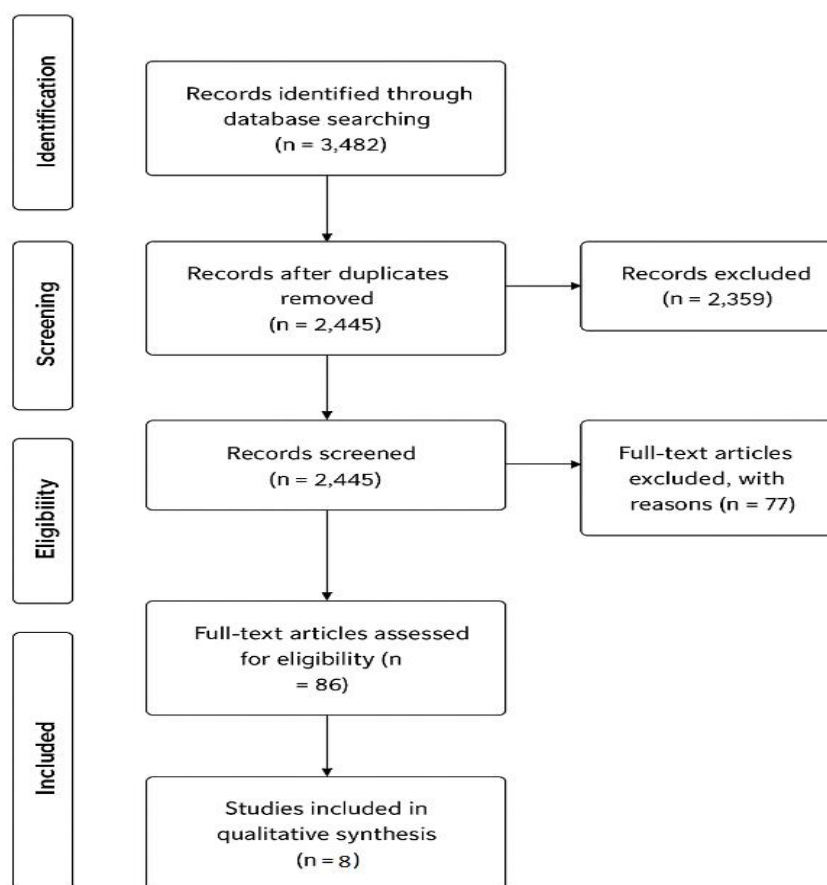 Identification
Records identified through
database searching
(n = 3,482)
Screening
Records after duplicates
removed
(n = 2,445)
Records excluded
(n = 2,359)
Eligibility
Records screened
(n = 2,445)
Full-text articles
excluded, with
reasons (n = 77)
Full-text articles assessed
for eligibility (n
= 86)
Included
Studies included in
qualitative synthesis
(n = 8)